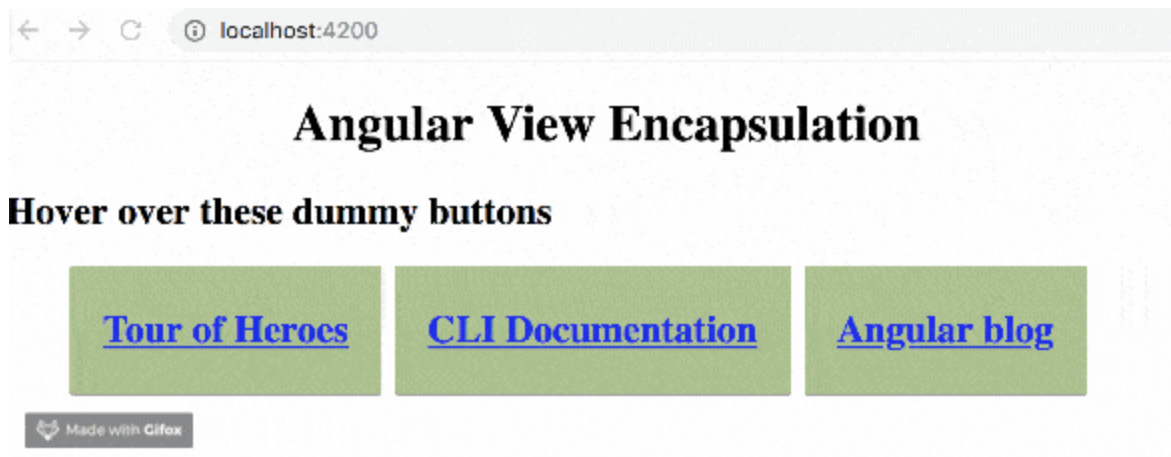 localhost:4200
Angular View Encapsulation
Hover over these dummy buttons
Tour of Heroes CLI Documentation Angular blog
Made with Gifox